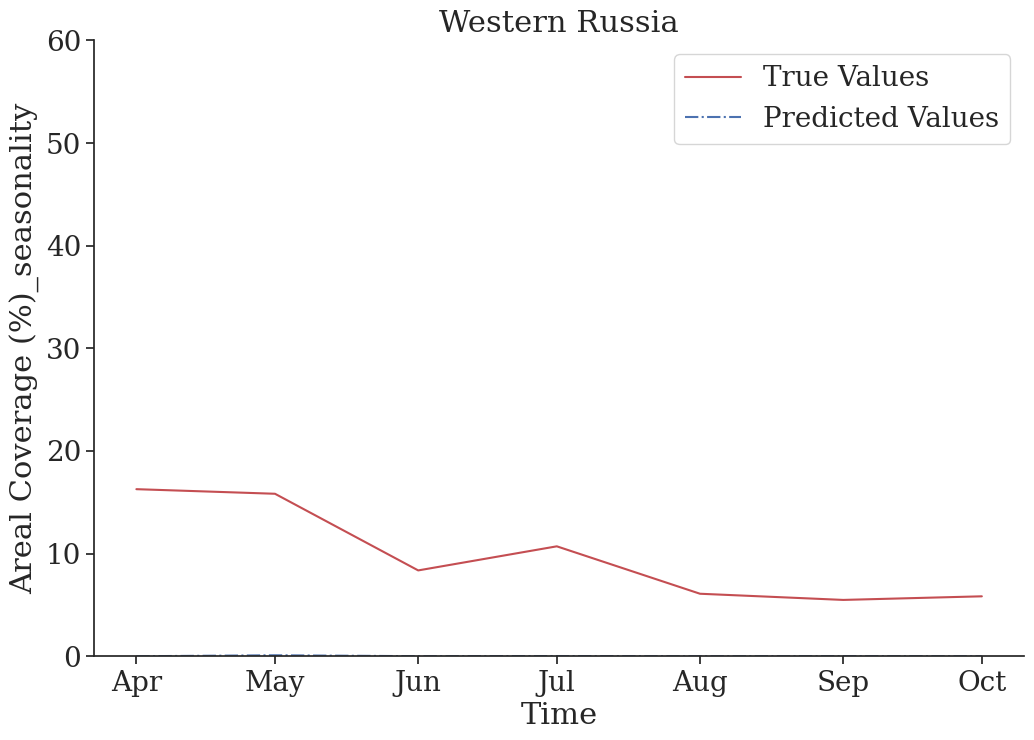 Western Russia
True Values
Predicted Values
Areal Coverage (%)_seasonality
60
50
40
30
20
10
0
Apr May Jun Jul Aug Sep Oct
Time